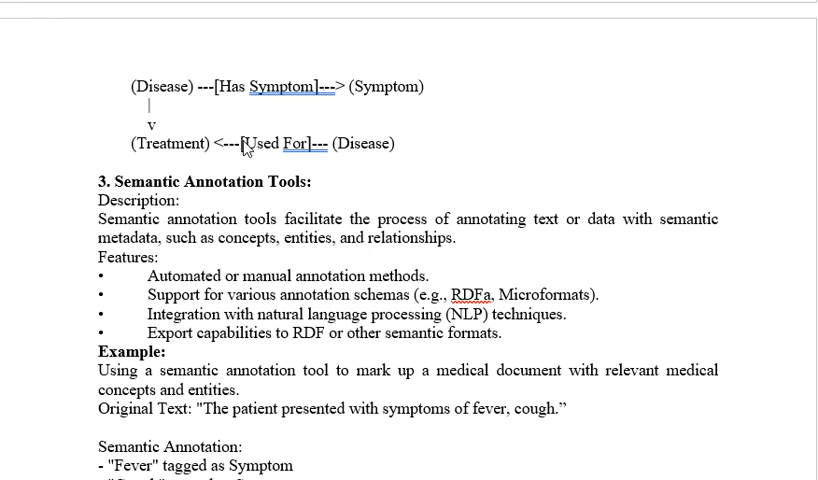 (Disease) ---[Has Symptom]---> (Symptom)
|
v
(Treatment) <---[Used For]--- (Disease)
3. Semantic Annotation Tools:
Description:
Semantic annotation tools facilitate the process of annotating text or data with semantic
metadata, such as concepts, entities, and relationships.
Features:
• Automated or manual annotation methods.
• Support for various annotation schemas (e.g., RDFa, Microformats).
• Integration with natural language processing (NLP) techniques.
• Export capabilities to RDF or other semantic formats.
Example:
Using a semantic annotation tool to mark up a medical document with relevant medical
concepts and entities.
Original Text: "The patient presented with symptoms of fever, cough.”
Semantic Annotation:
- "Fever" tagged as Symptom